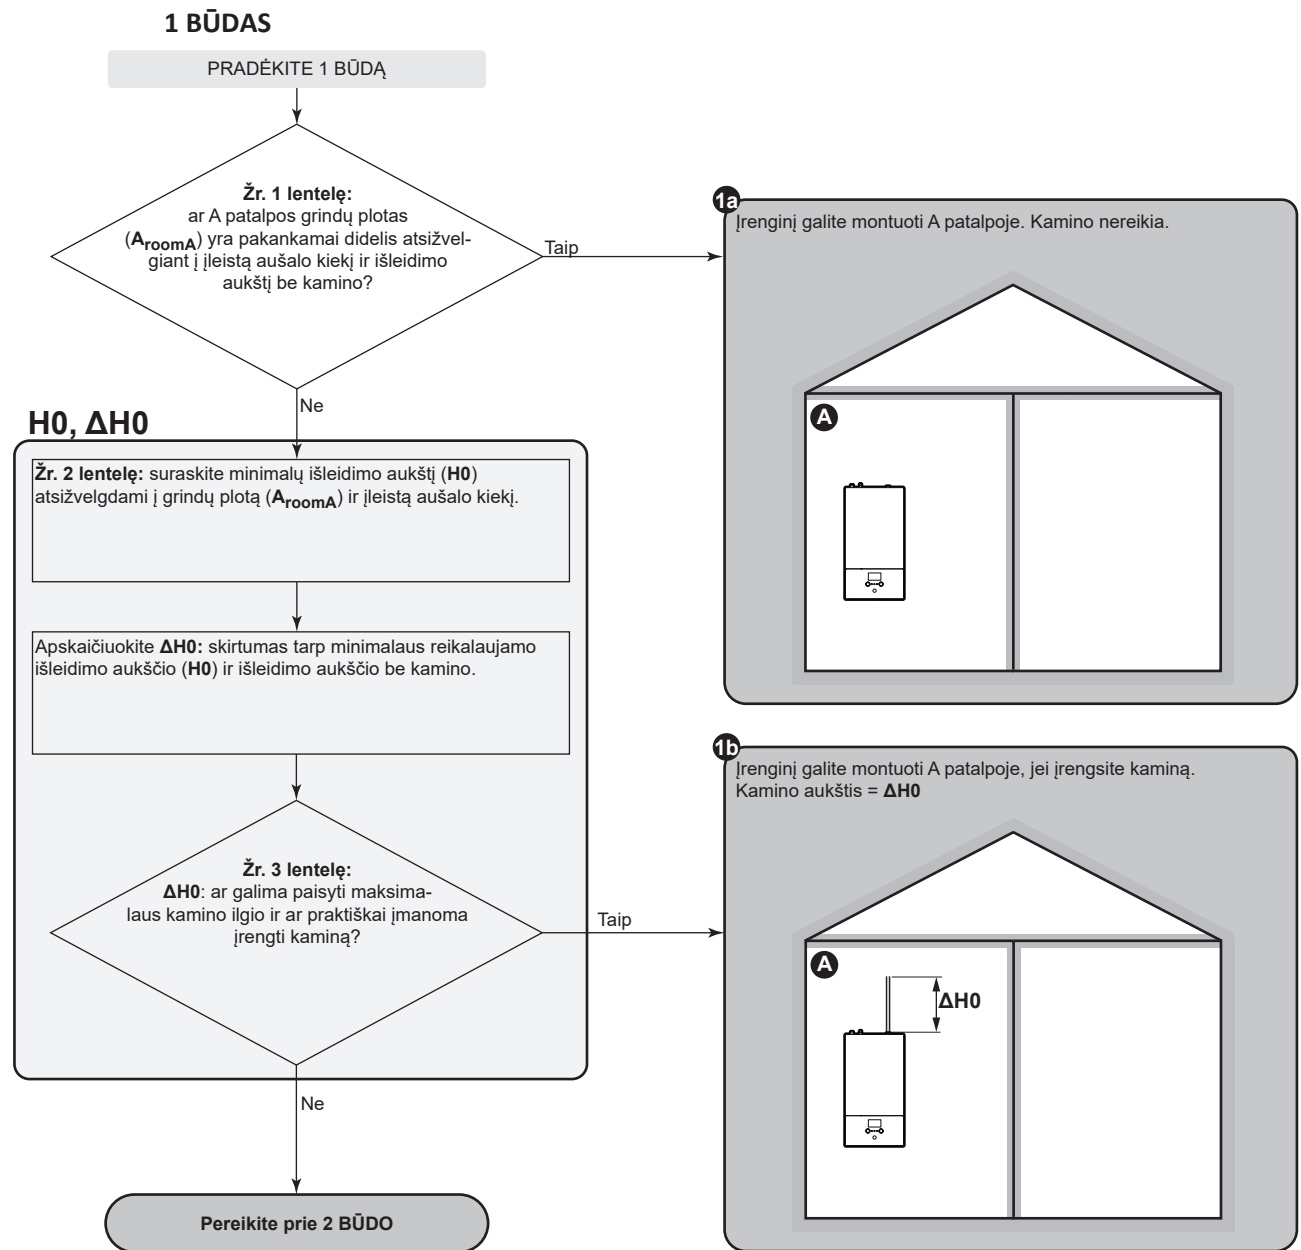 1 BŪDAS
PRADĖKITE 1 BŪDĄ
Žr. 1 lentelę:
ar A patalpos grindų plotas
(AroomA) yra pakankamai didelis atsižvel-
giant į įleistą aušalo kiekį ir išleidimo
aukštį be kamino?
Taip
1a
Įrenginį galite montuoti A patalpoje. Kamino nereikia.
A
Ne
H0, ΔH0
Žr. 2 lentelę: suraskite minimalų išleidimo aukštį (H0)
atsižvelgdami į grindų plotą (AroomA) ir įleistą aušalo kiekį.
Apskaičiuokite ΔH0: skirtumas tarp minimalaus reikalaujamo
išleidimo aukščio (H0) ir išleidimo aukščio be kamino.
Žr. 3 lentelę:
ΔH0: ar galima paisyti maksima-
laus kamino ilgio ir ar praktiškai įmanoma
įrengti kaminą?
Taip
1b
Įrenginį galite montuoti A patalpoje, jei įrengsite kaminą.
Kamino aukštis = ΔH0
A
ΔH0
Ne
Pereikite prie 2 BŪDO